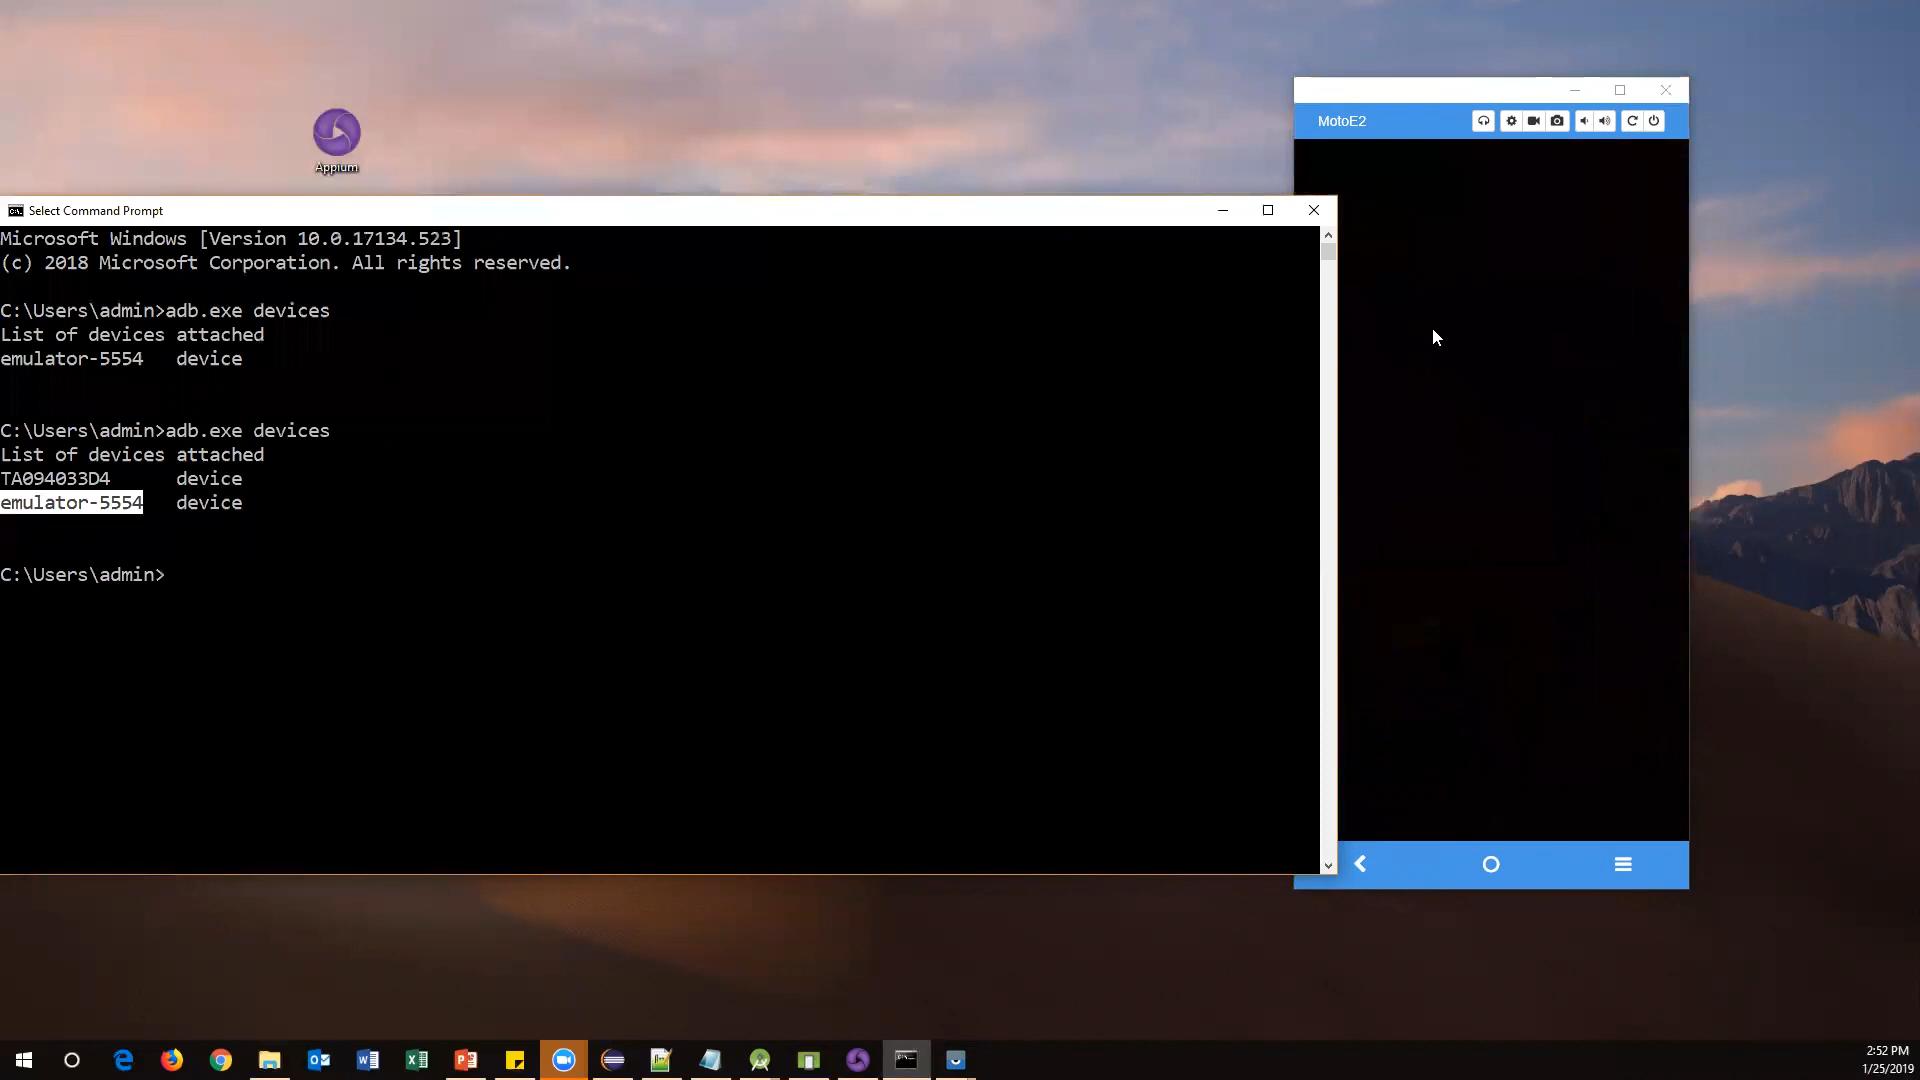 MotoE2
Appium
Select Command Prompt
Microsoft Windows [Version 10.0.17134.523]
(c) 2018 Microsoft Corporation. All rights reserved.
C:\Users\admin>adb.exe devices
List of devices attached
emulator-5554 device
C:\Users\admin>adb.exe devices
List of devices attached
TA094033D4 device
emulator-5554 device
C:\Users\admin>
2:52 PM
1/25/2019